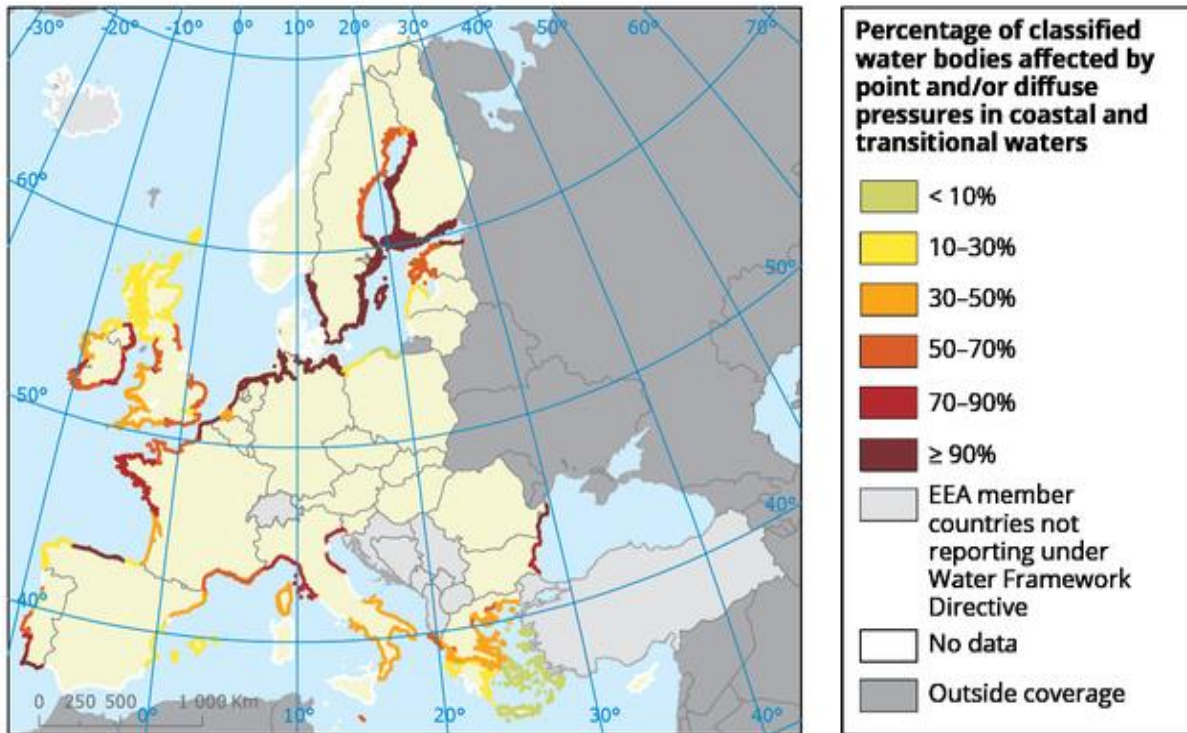 -30° -20° -10° 0° 10° 20° 30° 40° 50° 60° 70°
60°
50°
50°
40°
40°
0 250 500 1 000 Km
0° 10° 20° 30° 40°
Percentage of classified
water bodies affected by
point and/or diffuse
pressures in coastal and
transitional waters
< 10%
10–30%
30–50%
50–70%
70–90%
≥ 90%
EEA member
countries not
reporting under
Water Framework
Directive
No data
Outside coverage